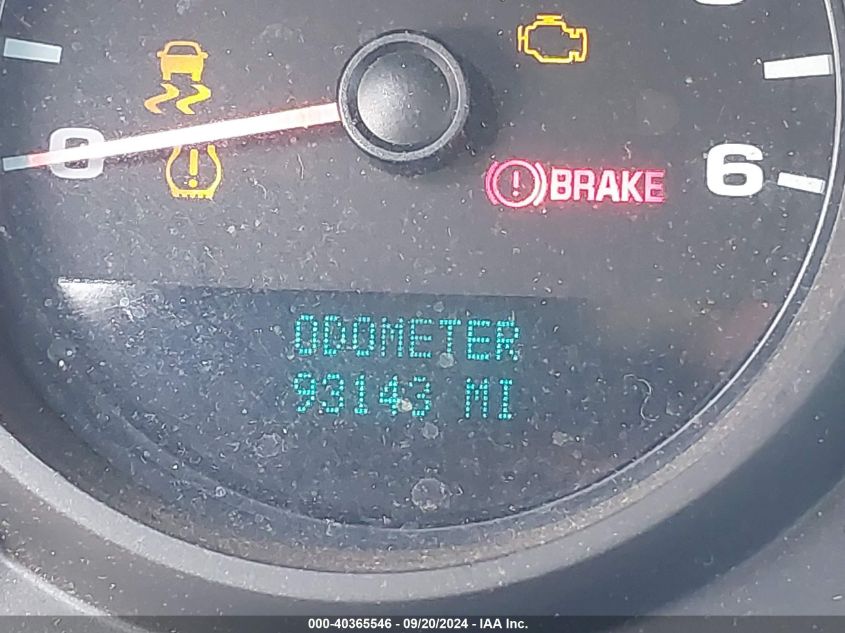 0
BRAKE
6
ODOMETER
93143 MI
000-40365546 - 09/20/2024 - IAA Inc.